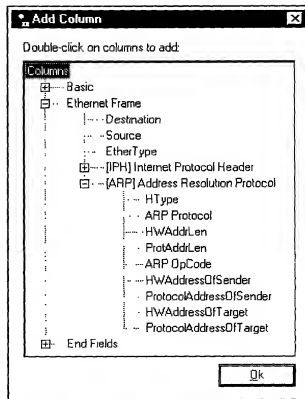 Add Column
Double-click on columns to add:
Columns
Basic
Ethernet Frame
Destination
Source
EtherType
[IPH] Internet Protocol Header
[ARP] Address Resolution Protocol
HType
ARP Protocol
HWAddrLen
ProtAddrLen
ARP OpCode
HWAddressOfSender
ProtocolAddressOfSender
HWAddressOfTarget
ProtocolAddressOfTarget
End Fields
Ok